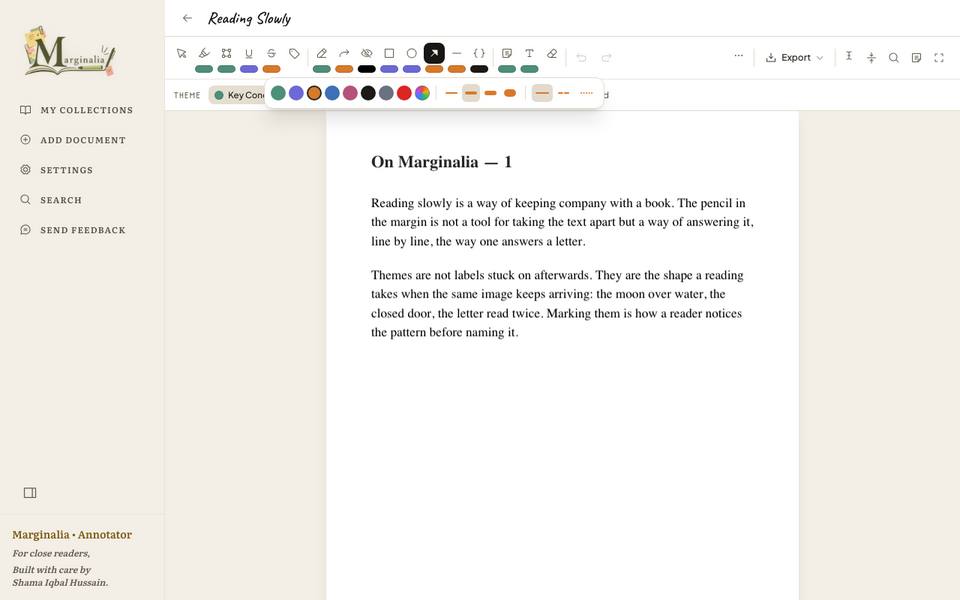 Marginalia
Reading Slowly
MY COLLECTIONS
ADD DOCUMENT
SETTINGS
SEARCH
SEND FEEDBACK
Export
THEME
Key Con
d
On Marginalia — 1
Reading slowly is a way of keeping company with a book. The pencil in
the margin is not a tool for taking the text apart but a way of answering it,
line by line, the way one answers a letter.
Themes are not labels stuck on afterwards. They are the shape a reading
takes when the same image keeps arriving: the moon over water, the
closed door, the letter read twice. Marking them is how a reader notices
the pattern before naming it.
Marginalia • Annotator
For close readers,
Built with care by
Shama Iqbal Hussain.